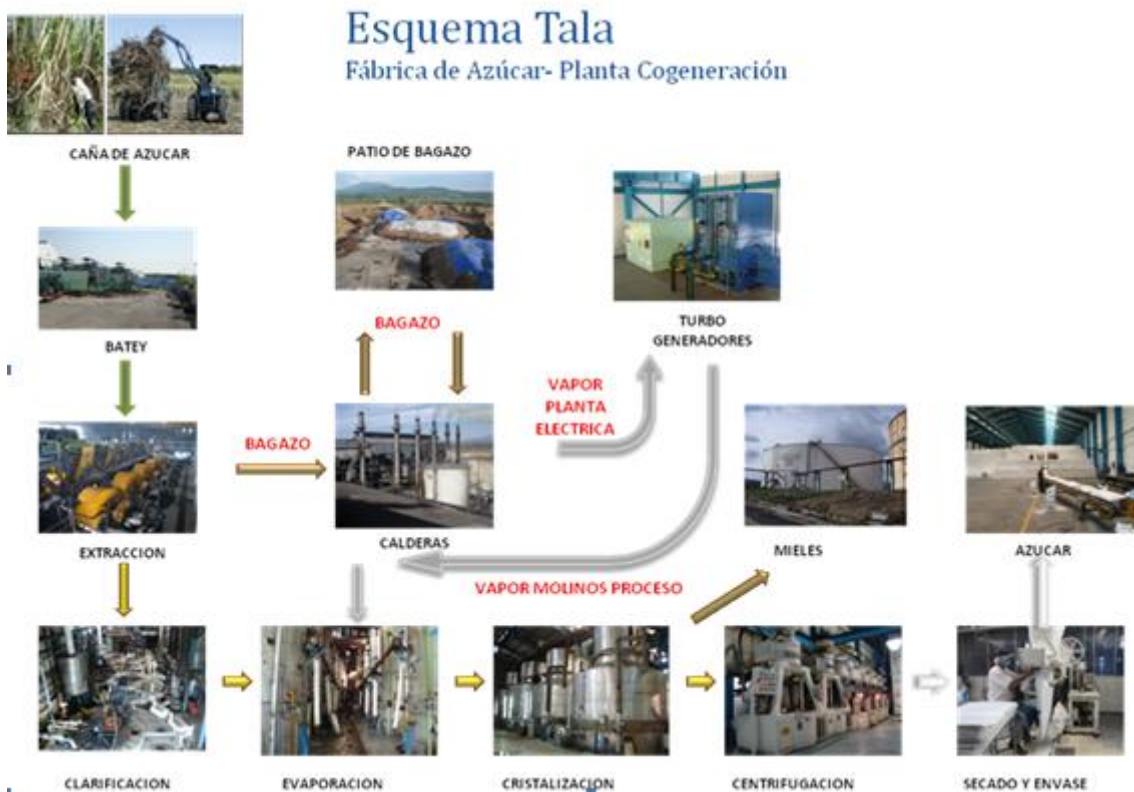 Esquema Tala
Fábrica de Azúcar- Planta Cogeneración
CAÑA DE AZUCAR
PATIO DE BAGAZO
BATEY
BAGAZO
TURBO
GENERADORES
VAPOR
PLANTA
ELECTRICA
BAGAZO
EXTRACCION
CALDERAS
MIELES
AZUCAR
VAPOR MOLINOS PROCESO
CLARIFICACION
EVAPORACION
CRISTALIZACION
CENTRIFUGACION
SECADO Y ENVASE